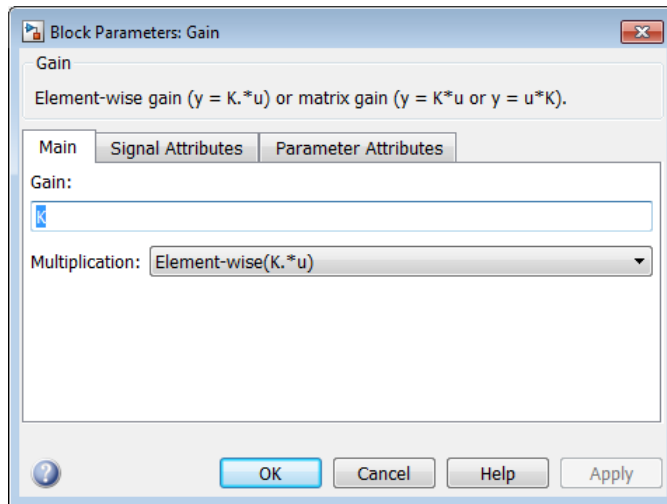 Block Parameters: Gain
Gain
Element-wise gain (y = K.*u) or matrix gain (y = K*u or y = u*K).
Main Signal Attributes Parameter Attributes
Gain:
K
Multiplication: Element-wise(K.*u)
? OK Cancel Help Apply